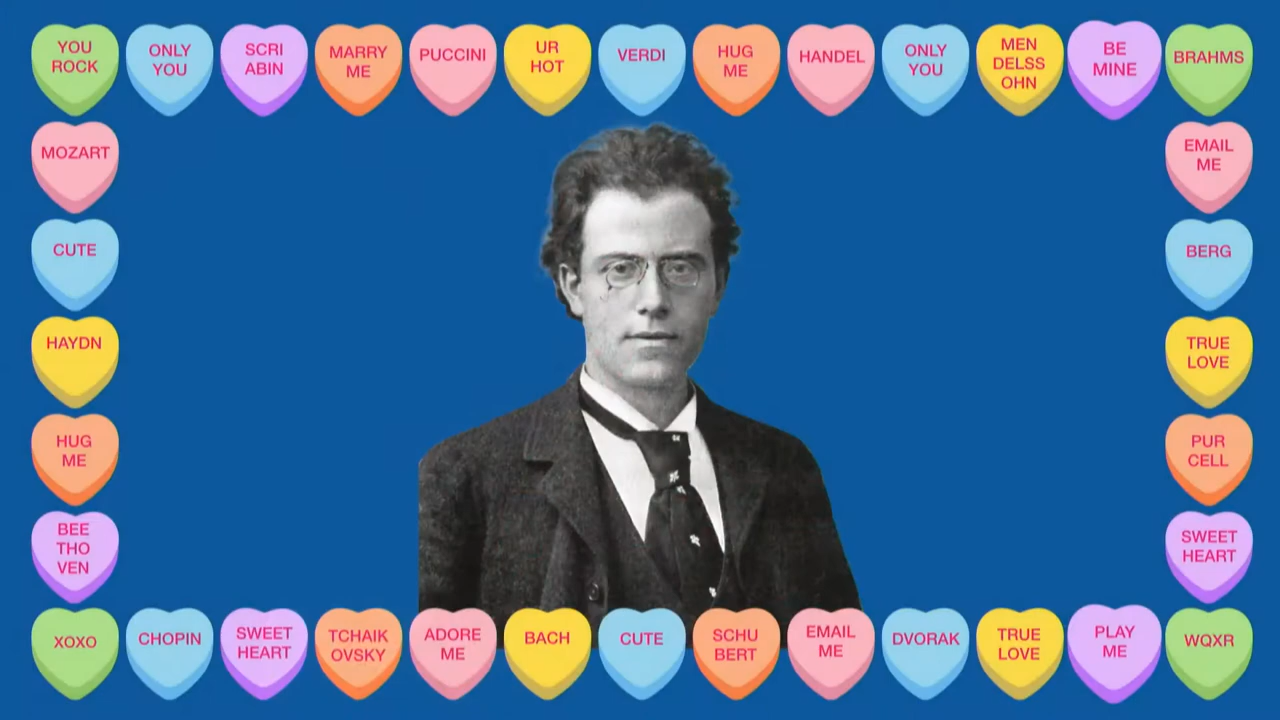 YOU
ROCK
ONLY
YOU
SCRI
ABIN
MARRY
ME
PUCCINI
UR
HOT
VERDI
HUG
ME
HANDEL
ONLY
YOU
MEN
DELSS
OHN
BE
MINE
BRAHMS
MOZART
EMAIL
ME
CUTE
BERG
HAYDN
TRUE
LOVE
HUG
ME
PUR
CELL
BEE
THO
VEN
SWEET
HEART
XOXO
CHOPIN
SWEET
HEART
TCHAIK
OVSKY
ADORE
ME
BACH
CUTE
SCHU
BERT
EMAIL
ME
DVORAK
TRUE
LOVE
PLAY
ME
WQXR